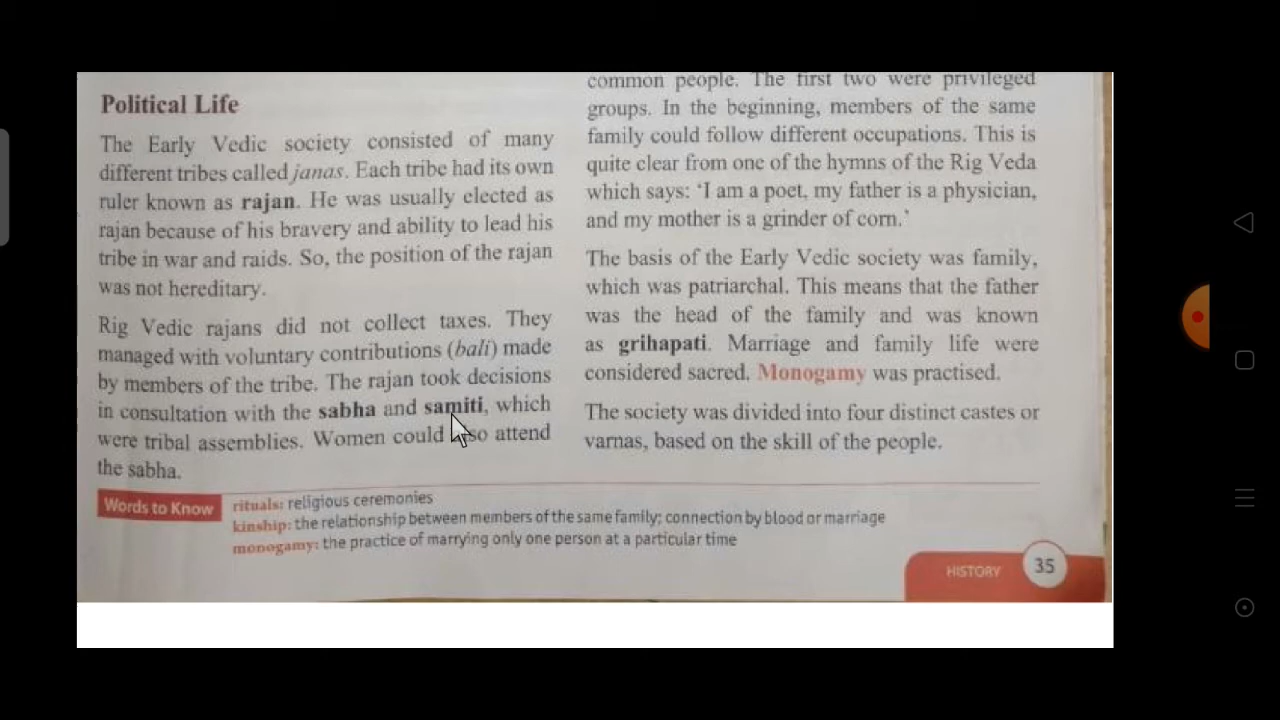 Political Life
The Early Vedic society consisted of many
different tribes called janas. Each tribe had its own
ruler known as rajan. He was usually elected as
rajan because of his bravery and ability to lead his
tribe in war and raids. So, the position of the rajan
was not hereditary.
Rig Vedic rajans did not collect taxes. They
managed with voluntary contributions (bali) made
by members of the tribe. The rajan took decisions
in consultation with the sabha and samiti, which
were tribal assemblies. Women could so attend
the sabha.
common people. The first two were privileged
groups. In the beginning, members of the same
family could follow different occupations. This is
quite clear from one of the hymns of the Rig Veda
which says: ‘I am a poet, my father is a physician,
and my mother is a grinder of corn.’
The basis of the Early Vedic society was family,
which was patriarchal. This means that the father
was the head of the family and was known
as grihapati. Marriage and family life were
considered sacred. Monogamy was practised.
The society was divided into four distinct castes or
varnas, based on the skill of the people.
Words to Know
rituals: religious ceremonies
kinship: the relationship between members of the same family; connection by blood or marriage
monogamy: the practice of marrying only one person at a particular time
HISTORY 35